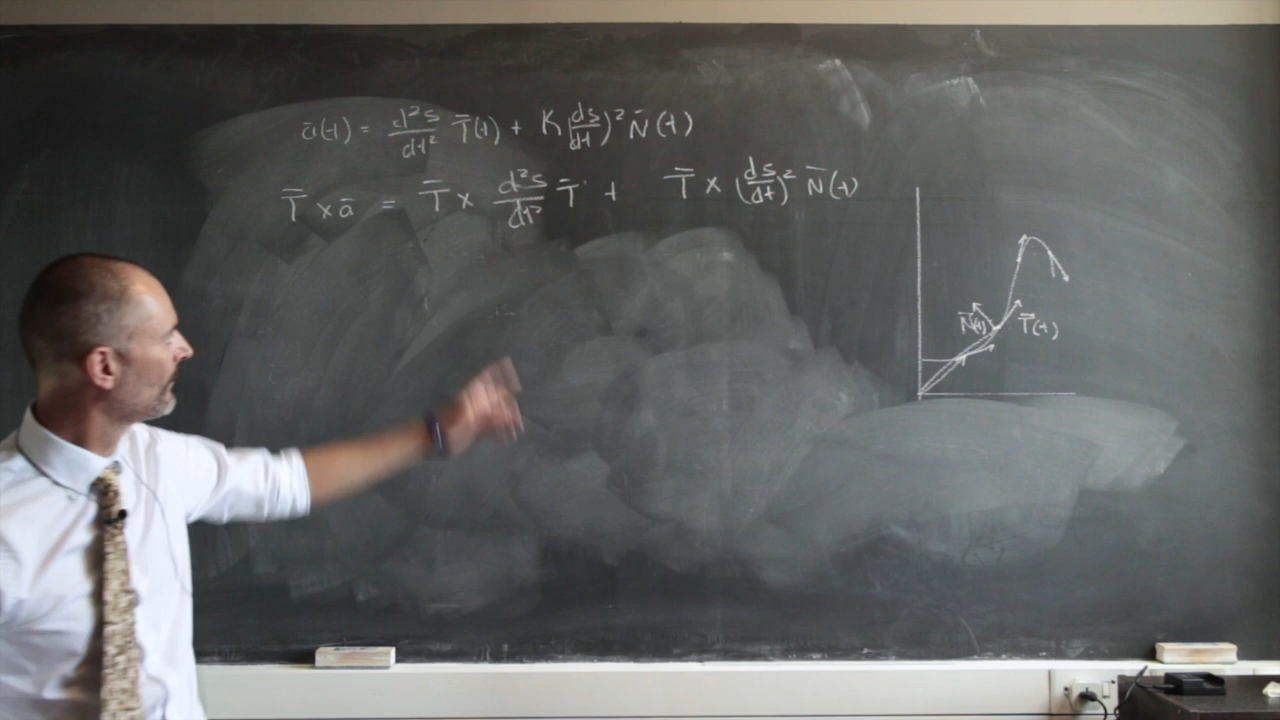 ā(t) = d²s/dt² T̄(t) + K(ds/dt)² N̄(t)
T̄ × ā = T̄ × d²s/dt² T̄ + T̄ × (ds/dt)² N̄(t)
N̄(t) T̄(t)